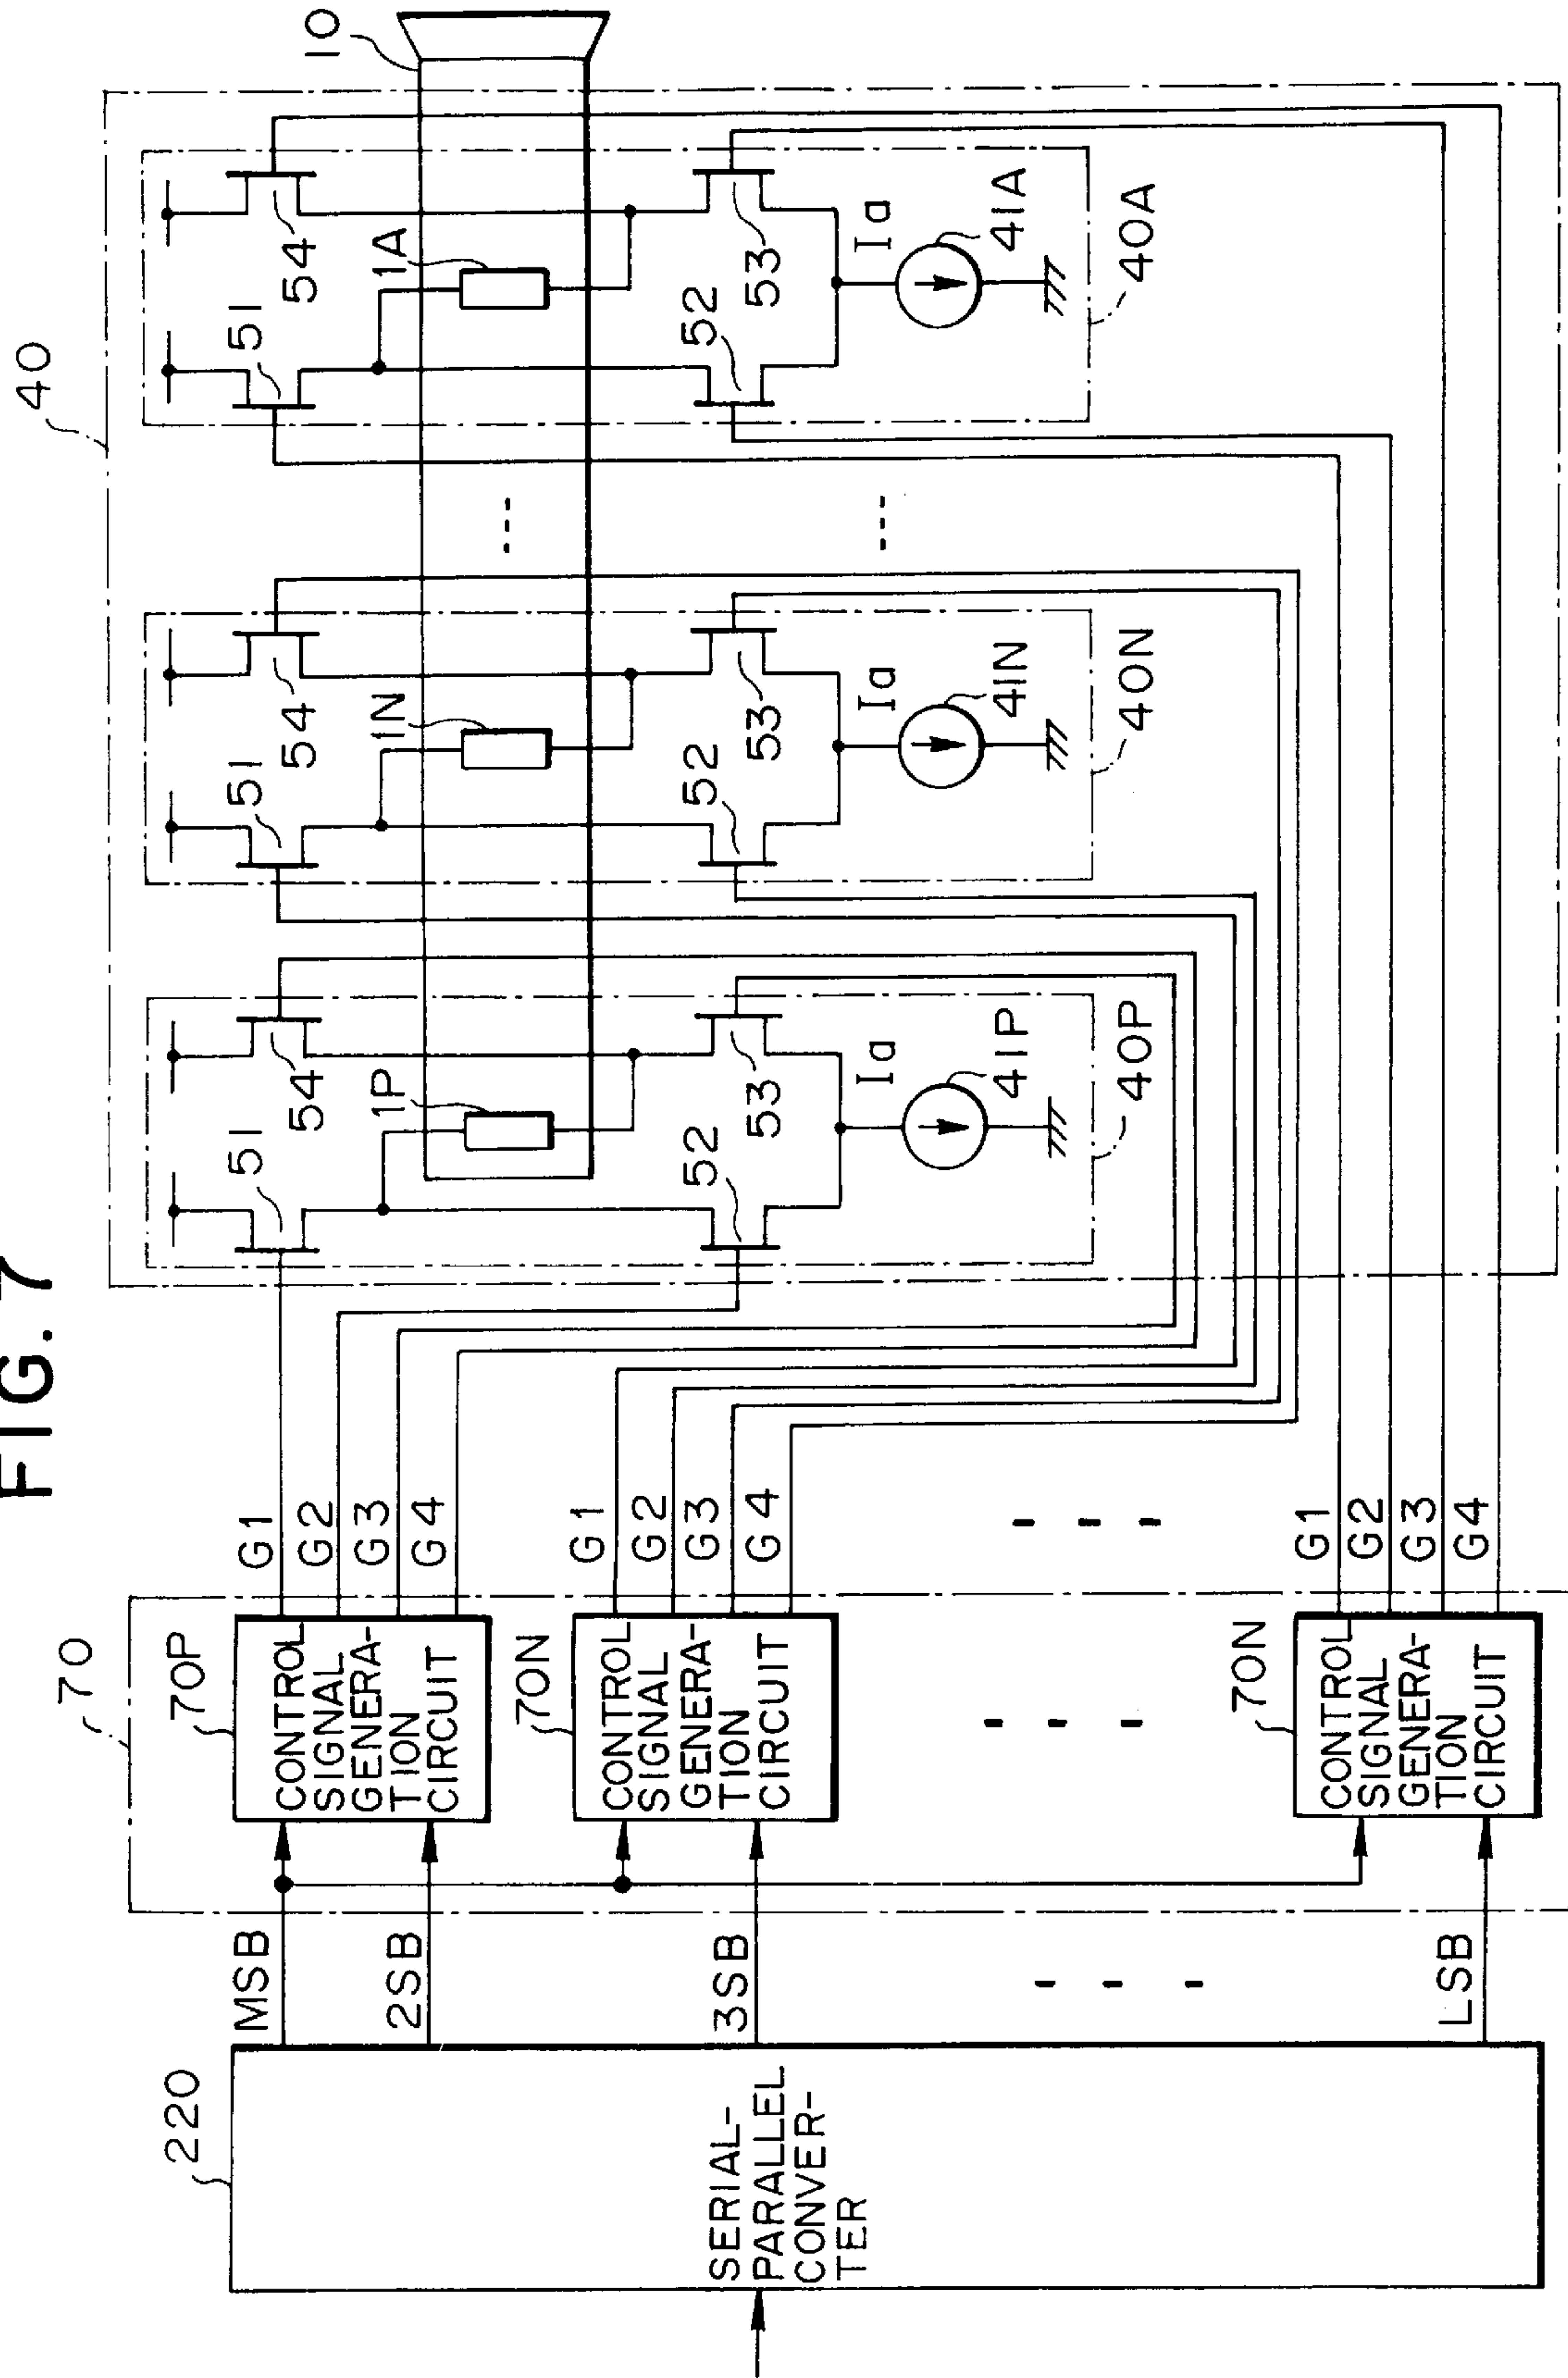 FIG. 7
220
SERIAL-
PARALLEL
CONVER-
TER
MSB
2SB
3SB
LSB
70
70P
CONTROL
SIGNAL
GENERA-
TION
CIRCUIT
70N
CONTROL
SIGNAL
GENERA-
TION
CIRCUIT
70N
CONTROL
SIGNAL
GENERA-
TION
CIRCUIT
G1
G2
G3
G4
G1
G2
G3
G4
G1
G2
G3
G4
40
10
51
54
1P
52
53
Ia
41P
40P
51
54
1N
52
53
Ia
41N
40N
51
54
1A
52
53
Ia
41A
40A